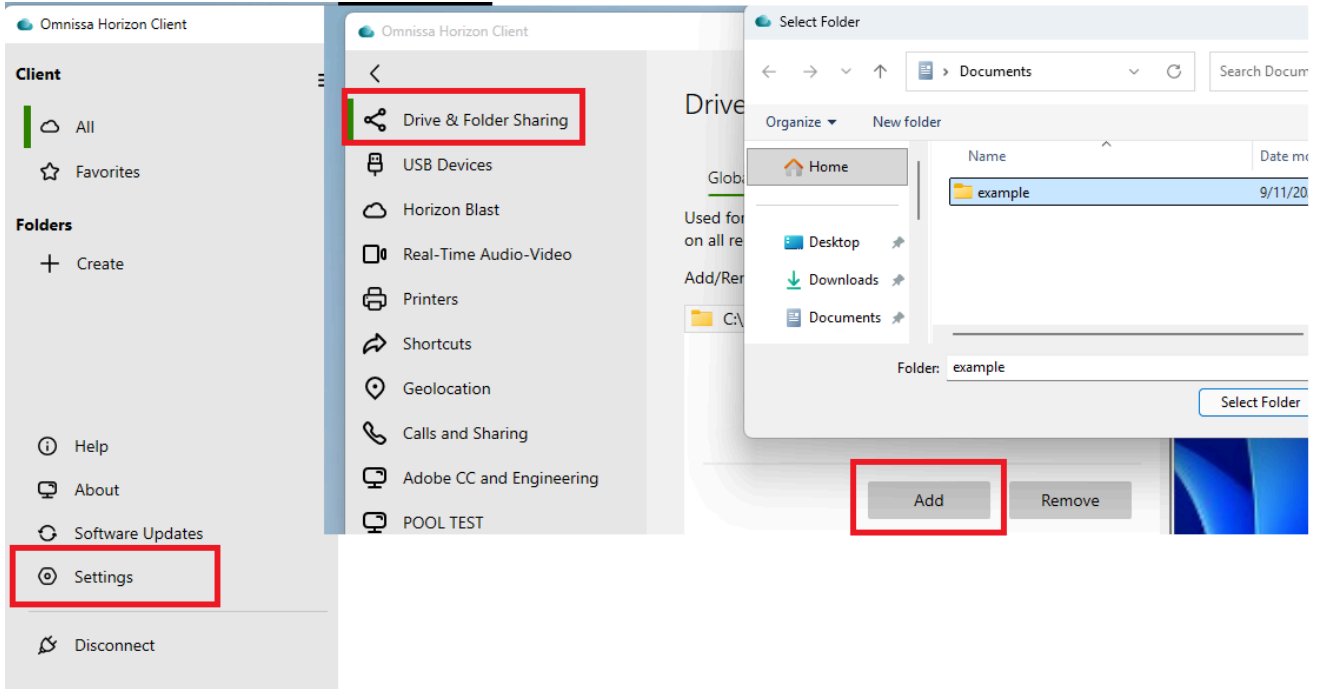 Omnissa Horizon Client
Client
All
Favorites
Folders
Create
Help
About
Software Updates
Settings
Disconnect
Omnissa Horizon Client
Drive & Folder Sharing
USB Devices
Horizon Blast
Real-Time Audio-Video
Printers
Shortcuts
Geolocation
Calls and Sharing
Adobe CC and Engineering
POOL TEST
Drive
Globa
Used for
on all re
Add/Rer
C:\
Add
Remove
Select Folder
Documents
Search Docum
Organize
New folder
Home
Desktop
Downloads
Documents
Name
Date mo
example
9/11/20
Folder:
example
Select Folder